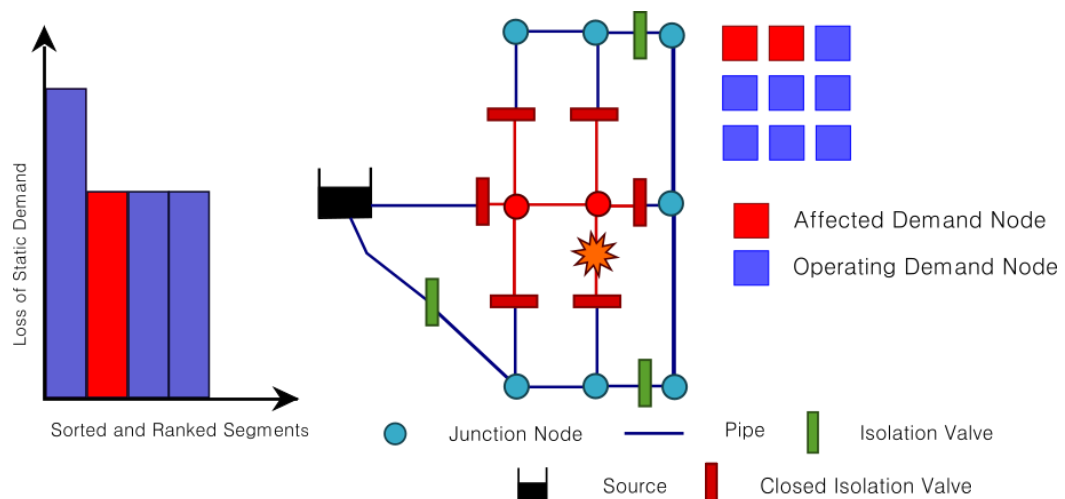 Loss of Static Demand
Sorted and Ranked Segments
Affected Demand Node
Operating Demand Node
Junction Node
Pipe
Isolation Valve
Source
Closed Isolation Valve